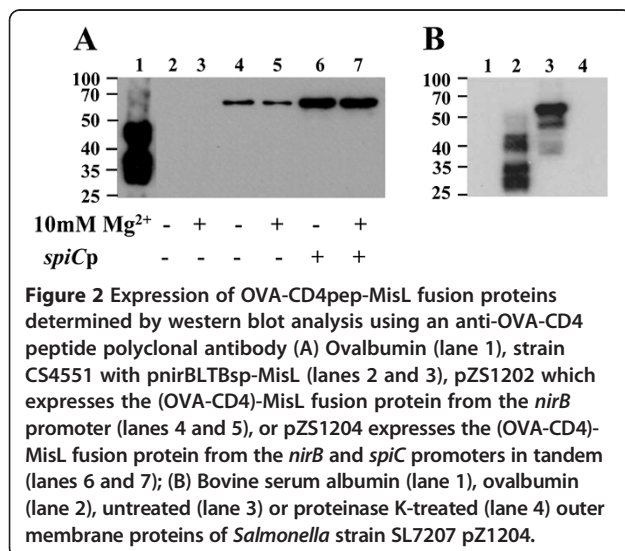 A B
1 2 3 4 5 6 7 1 2 3 4
100 100
70 70
50 50
40 40
35 35
25 25
10mM Mg²⁺ - + - + - +
spiCp - - - - + +
Figure 2 Expression of OVA-CD4pep-MisL fusion proteins
determined by western blot analysis using an anti-OVA-CD4
peptide polyclonal antibody (A) Ovalbumin (lane 1), strain
CS4551 with pnirBLTBsp-MisL (lanes 2 and 3), pZS1202 which
expresses the (OVA-CD4)-MisL fusion protein from the nirB
promoter (lanes 4 and 5), or pZS1204 expresses the (OVA-CD4)-
MisL fusion protein from the nirB and spiC promoters in tandem
(lanes 6 and 7); (B) Bovine serum albumin (lane 1), ovalbumin
(lane 2), untreated (lane 3) or proteinase K-treated (lane 4) outer
membrane proteins of Salmonella strain SL7207 pZ1204.